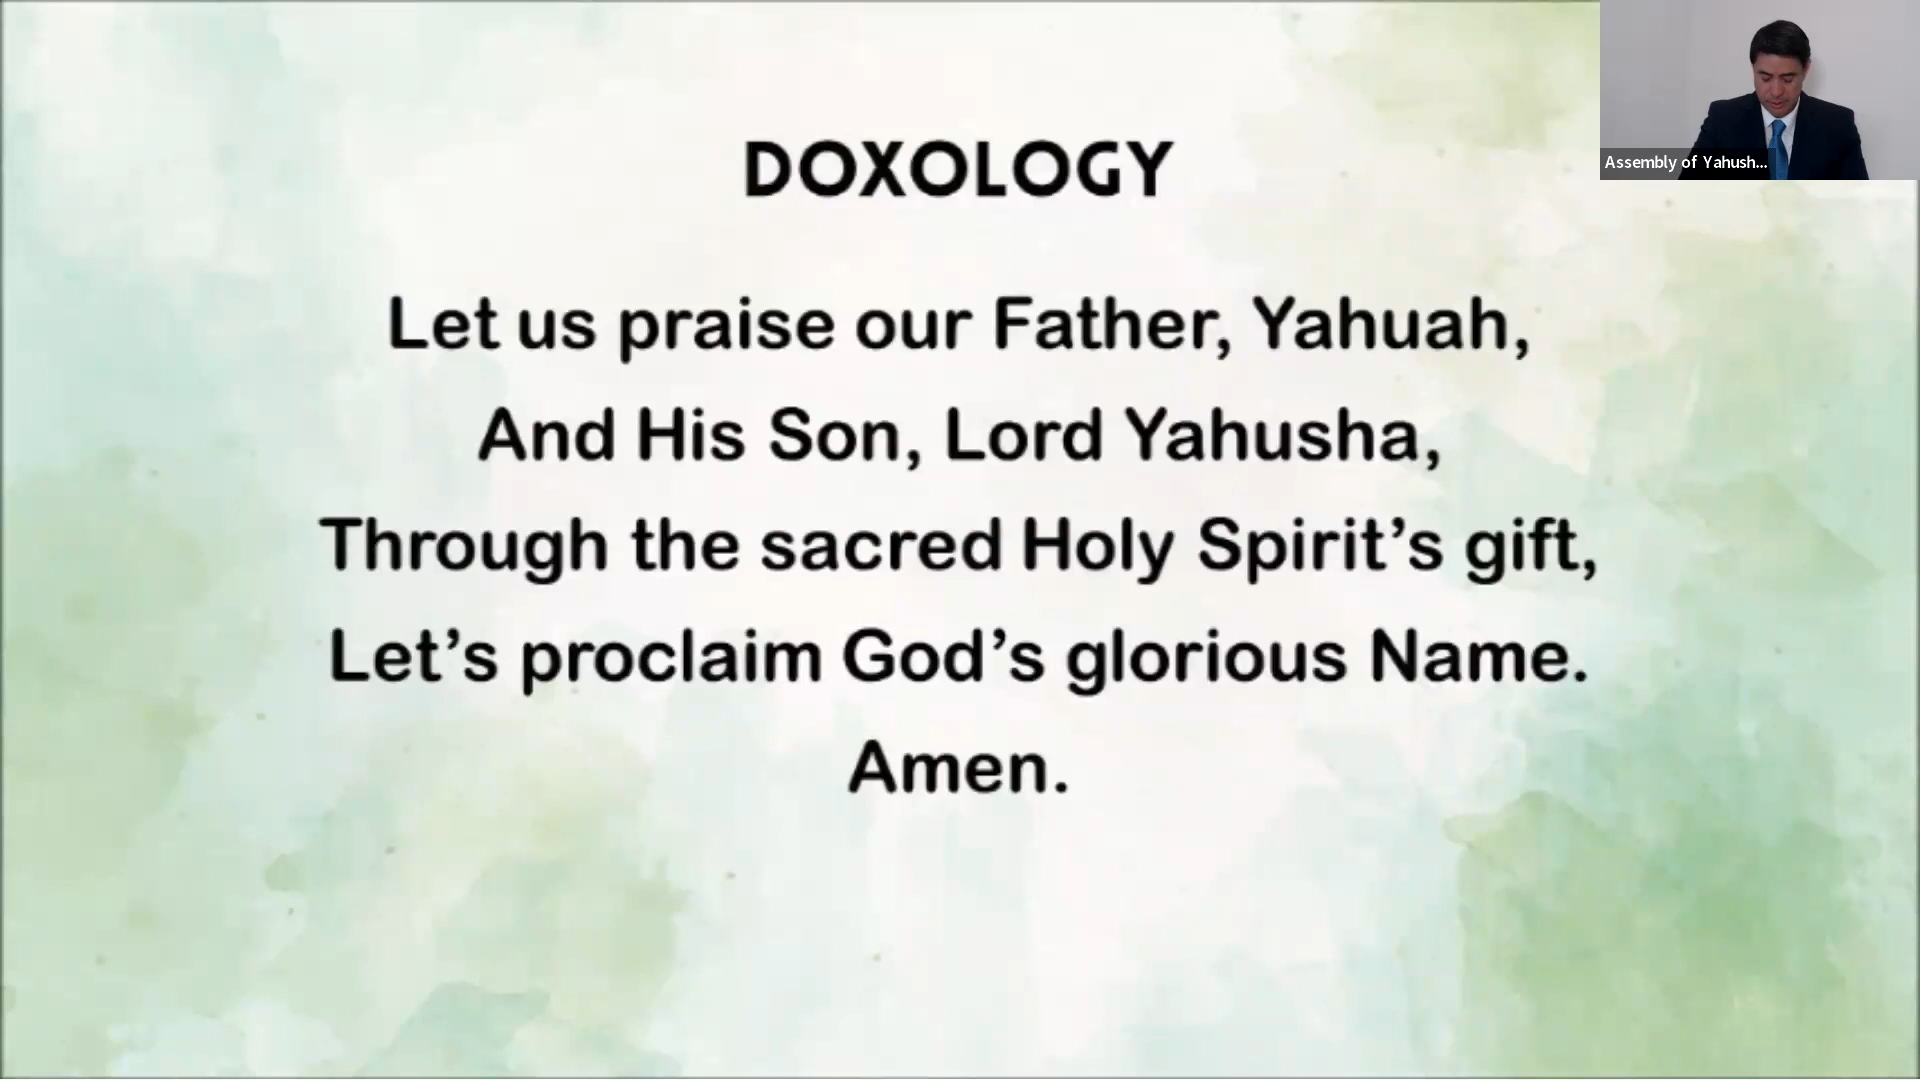 DOXOLOGY
Let us praise our Father, Yahuah,
And His Son, Lord Yahusha,
Through the sacred Holy Spirit’s gift,
Let’s proclaim God’s glorious Name.
Amen.
Assembly of Yahush...